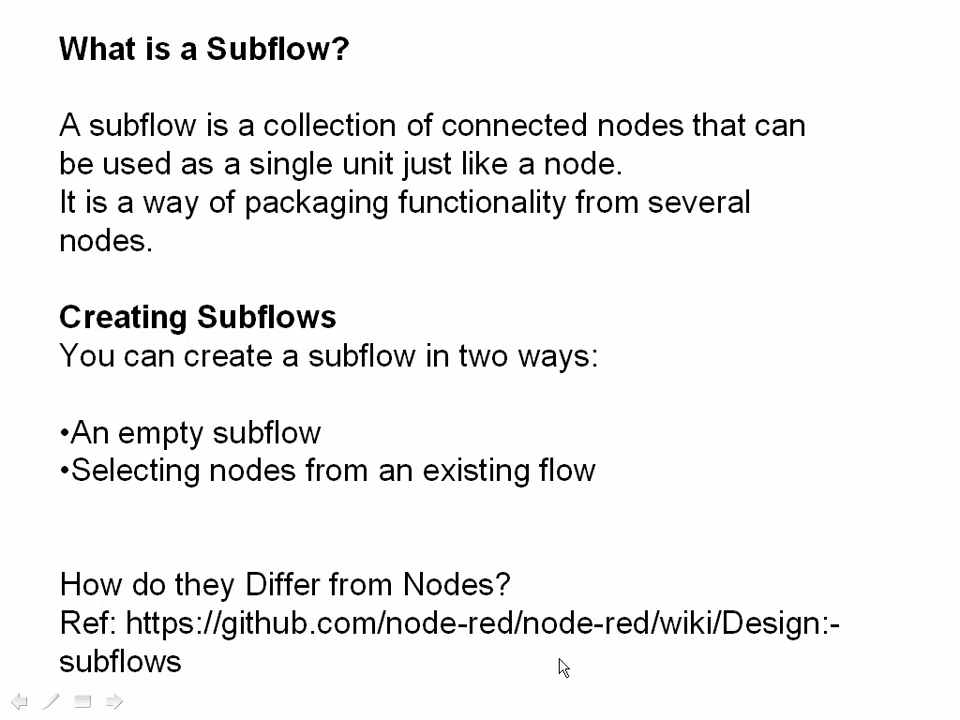 What is a Subflow?
A subflow is a collection of connected nodes that can
be used as a single unit just like a node.
It is a way of packaging functionality from several
nodes.
Creating Subflows
You can create a subflow in two ways:
•An empty subflow
•Selecting nodes from an existing flow
How do they Differ from Nodes?
Ref: https://github.com/node-red/node-red/wiki/Design:-
subflows